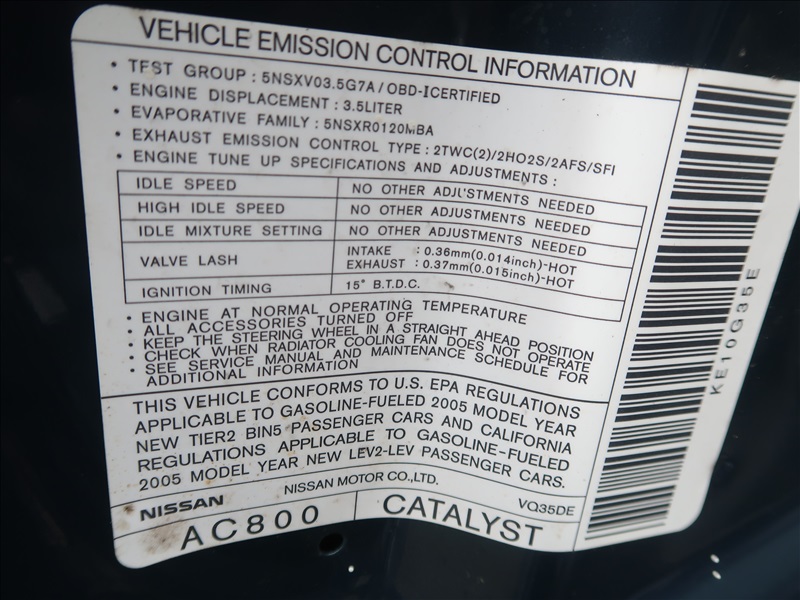 VEHICLE EMISSION CONTROL INFORMATION
• TEST GROUP : 5NSXV03.5G7A / OBD-ⅠCERTIFIED
• ENGINE DISPLACEMENT : 3.5LITER
• EVAPORATIVE FAMILY : 5NSXR0120MBA
• EXHAUST EMISSION CONTROL TYPE : 2TWC(2)/2HO2S/2AFS/SFI
• ENGINE TUNE UP SPECIFICATIONS AND ADJUSTMENTS :
IDLE SPEED NO OTHER ADJUSTMENTS NEEDED
HIGH IDLE SPEED NO OTHER ADJUSTMENTS NEEDED
IDLE MIXTURE SETTING NO OTHER ADJUSTMENTS NEEDED
VALVE LASH INTAKE : 0.36mm(0.014inch)-HOT
EXHAUST : 0.37mm(0.015inch)-HOT
IGNITION TIMING 15° B.T.D.C.
• ENGINE AT NORMAL OPERATING TEMPERATURE
• ALL ACCESSORIES TURNED OFF
• KEEP THE STEERING WHEEL IN A STRAIGHT AHEAD POSITION
• CHECK WHEN RADIATOR COOLING FAN DOES NOT OPERATE
• SEE SERVICE MANUAL AND MAINTENANCE SCHEDULE FOR
ADDITIONAL INFORMATION
THIS VEHICLE CONFORMS TO U.S. EPA REGULATIONS
APPLICABLE TO GASOLINE-FUELED 2005 MODEL YEAR
NEW TIER2 BIN5 PASSENGER CARS AND CALIFORNIA
REGULATIONS APPLICABLE TO GASOLINE-FUELED
2005 MODEL YEAR NEW LEV2-LEV PASSENGER CARS.
NISSAN NISSAN MOTOR CO.,LTD. VQ35DE
AC800 CATALYST
KE10G35E